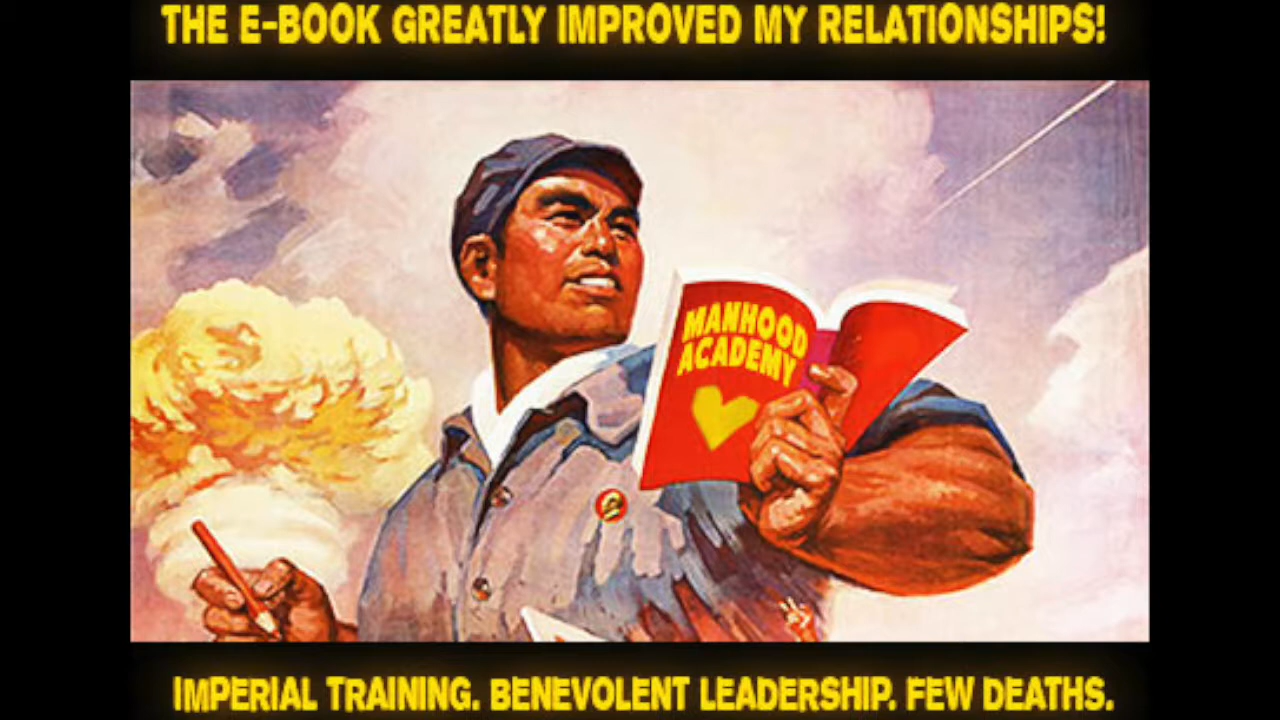 THE E-BOOK GREATLY IMPROVED MY RELATIONSHIPS!
MANHOOD
ACADEMY
IMPERIAL TRAINING. BENEVOLENT LEADERSHIP. FEW DEATHS.